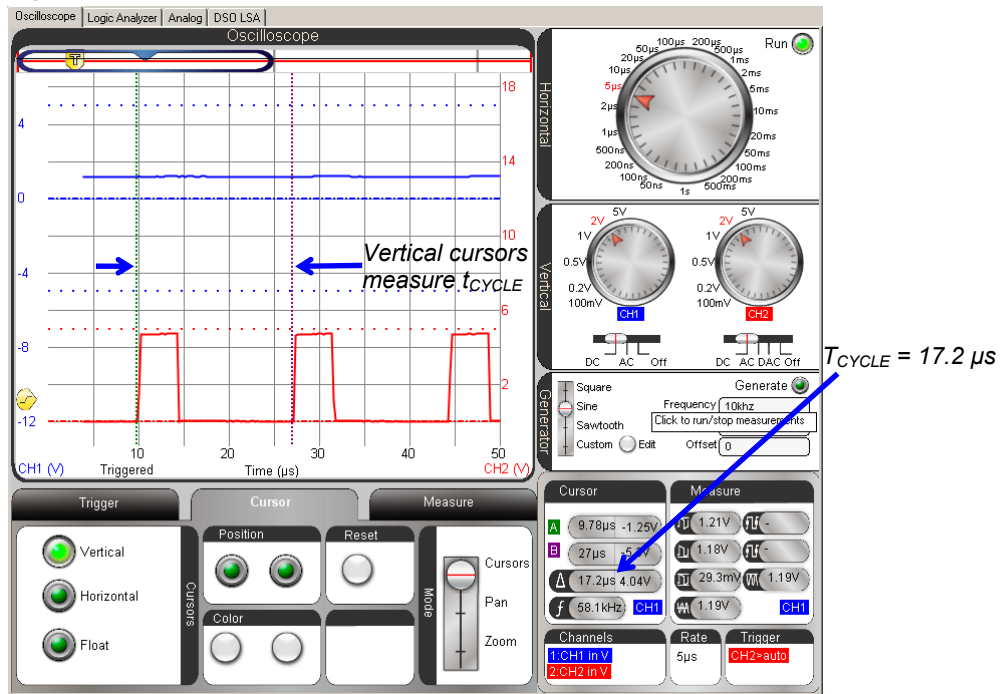 Oscilloscope Logic Analyzer Analog DSO LSA
Oscilloscope
T
18
14
10
6
2
4
0
-4
-8
-12
Vertical cursors
measure tCYCLE
10 20 30 40 50
CH1 (V) Triggered Time (µs) CH2 (V)
Horizontal
Run
100µs 200µs
50µs 500µs
20µs 1ms
10µs 2ms
5µs 5ms
2µs 10ms
1µs 20ms
500ns 50ms
200ns 100ms
100ns 200ms
50ns 1s 500ms
Vertical
5V 5V
2V 2V
1V 1V
0.5V 0.5V
0.2V 0.2V
100mV 100mV
CH1 CH2
DC AC Off DC AC DAC Off
TCYCLE = 17.2 µs
Generator
Square Generate
Sine Frequency 10khz
Click to run/stop measurements
Sawtooth
Custom Edit Offset 0
Trigger Cursor Measure
Vertical
Horizontal
Float
Cursors
Position Reset
Color
Mode
Cursors
Pan
Zoom
Cursor Measure
A 9.78µs -1.25V 1.21V -
B 27µs 1.18V -
Δ 17.2µs 4.04V 29.3mV 1.19V
f 58.1kHz CH1 1.19V CH1
Channels Rate Trigger
1:CH1 in V 5µs CH2>auto
2:CH2 in V